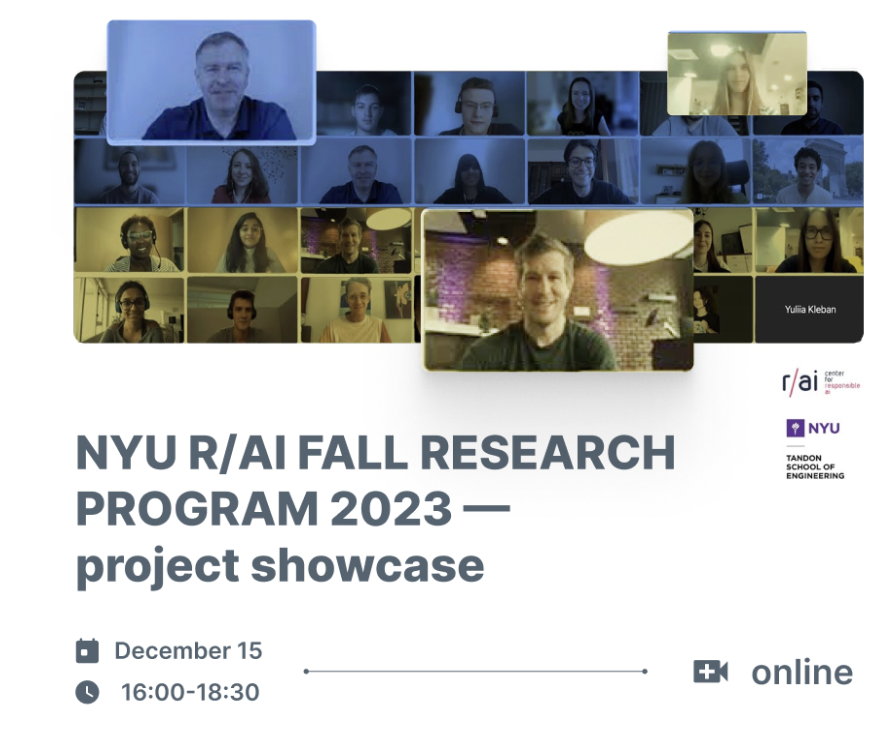 Yuliia Kleban
r/ai center
for
responsible
ai
NYU
TANDON
SCHOOL OF
ENGINEERING
NYU R/AI FALL RESEARCH
PROGRAM 2023 —
project showcase
December 15
16:00-18:30
online